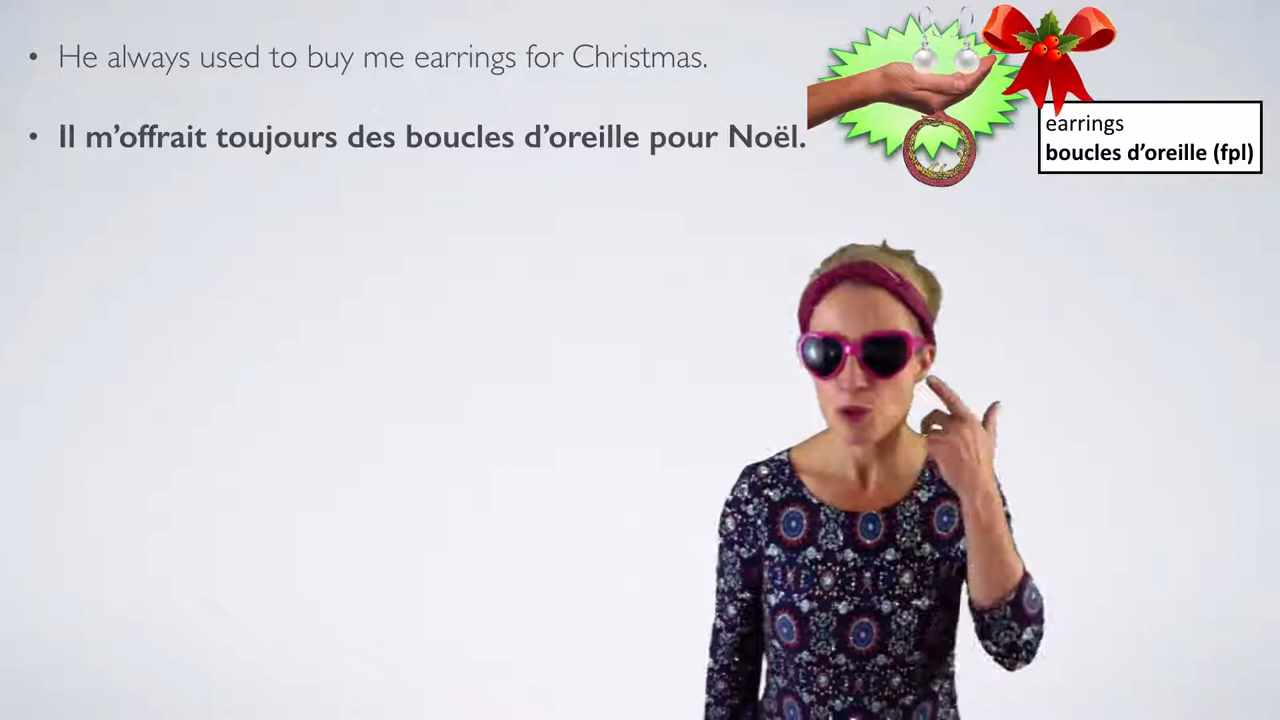 • He always used to buy me earrings for Christmas.
• Il m’offrait toujours des boucles d’oreille pour Noël.
earrings
boucles d’oreille (fpl)